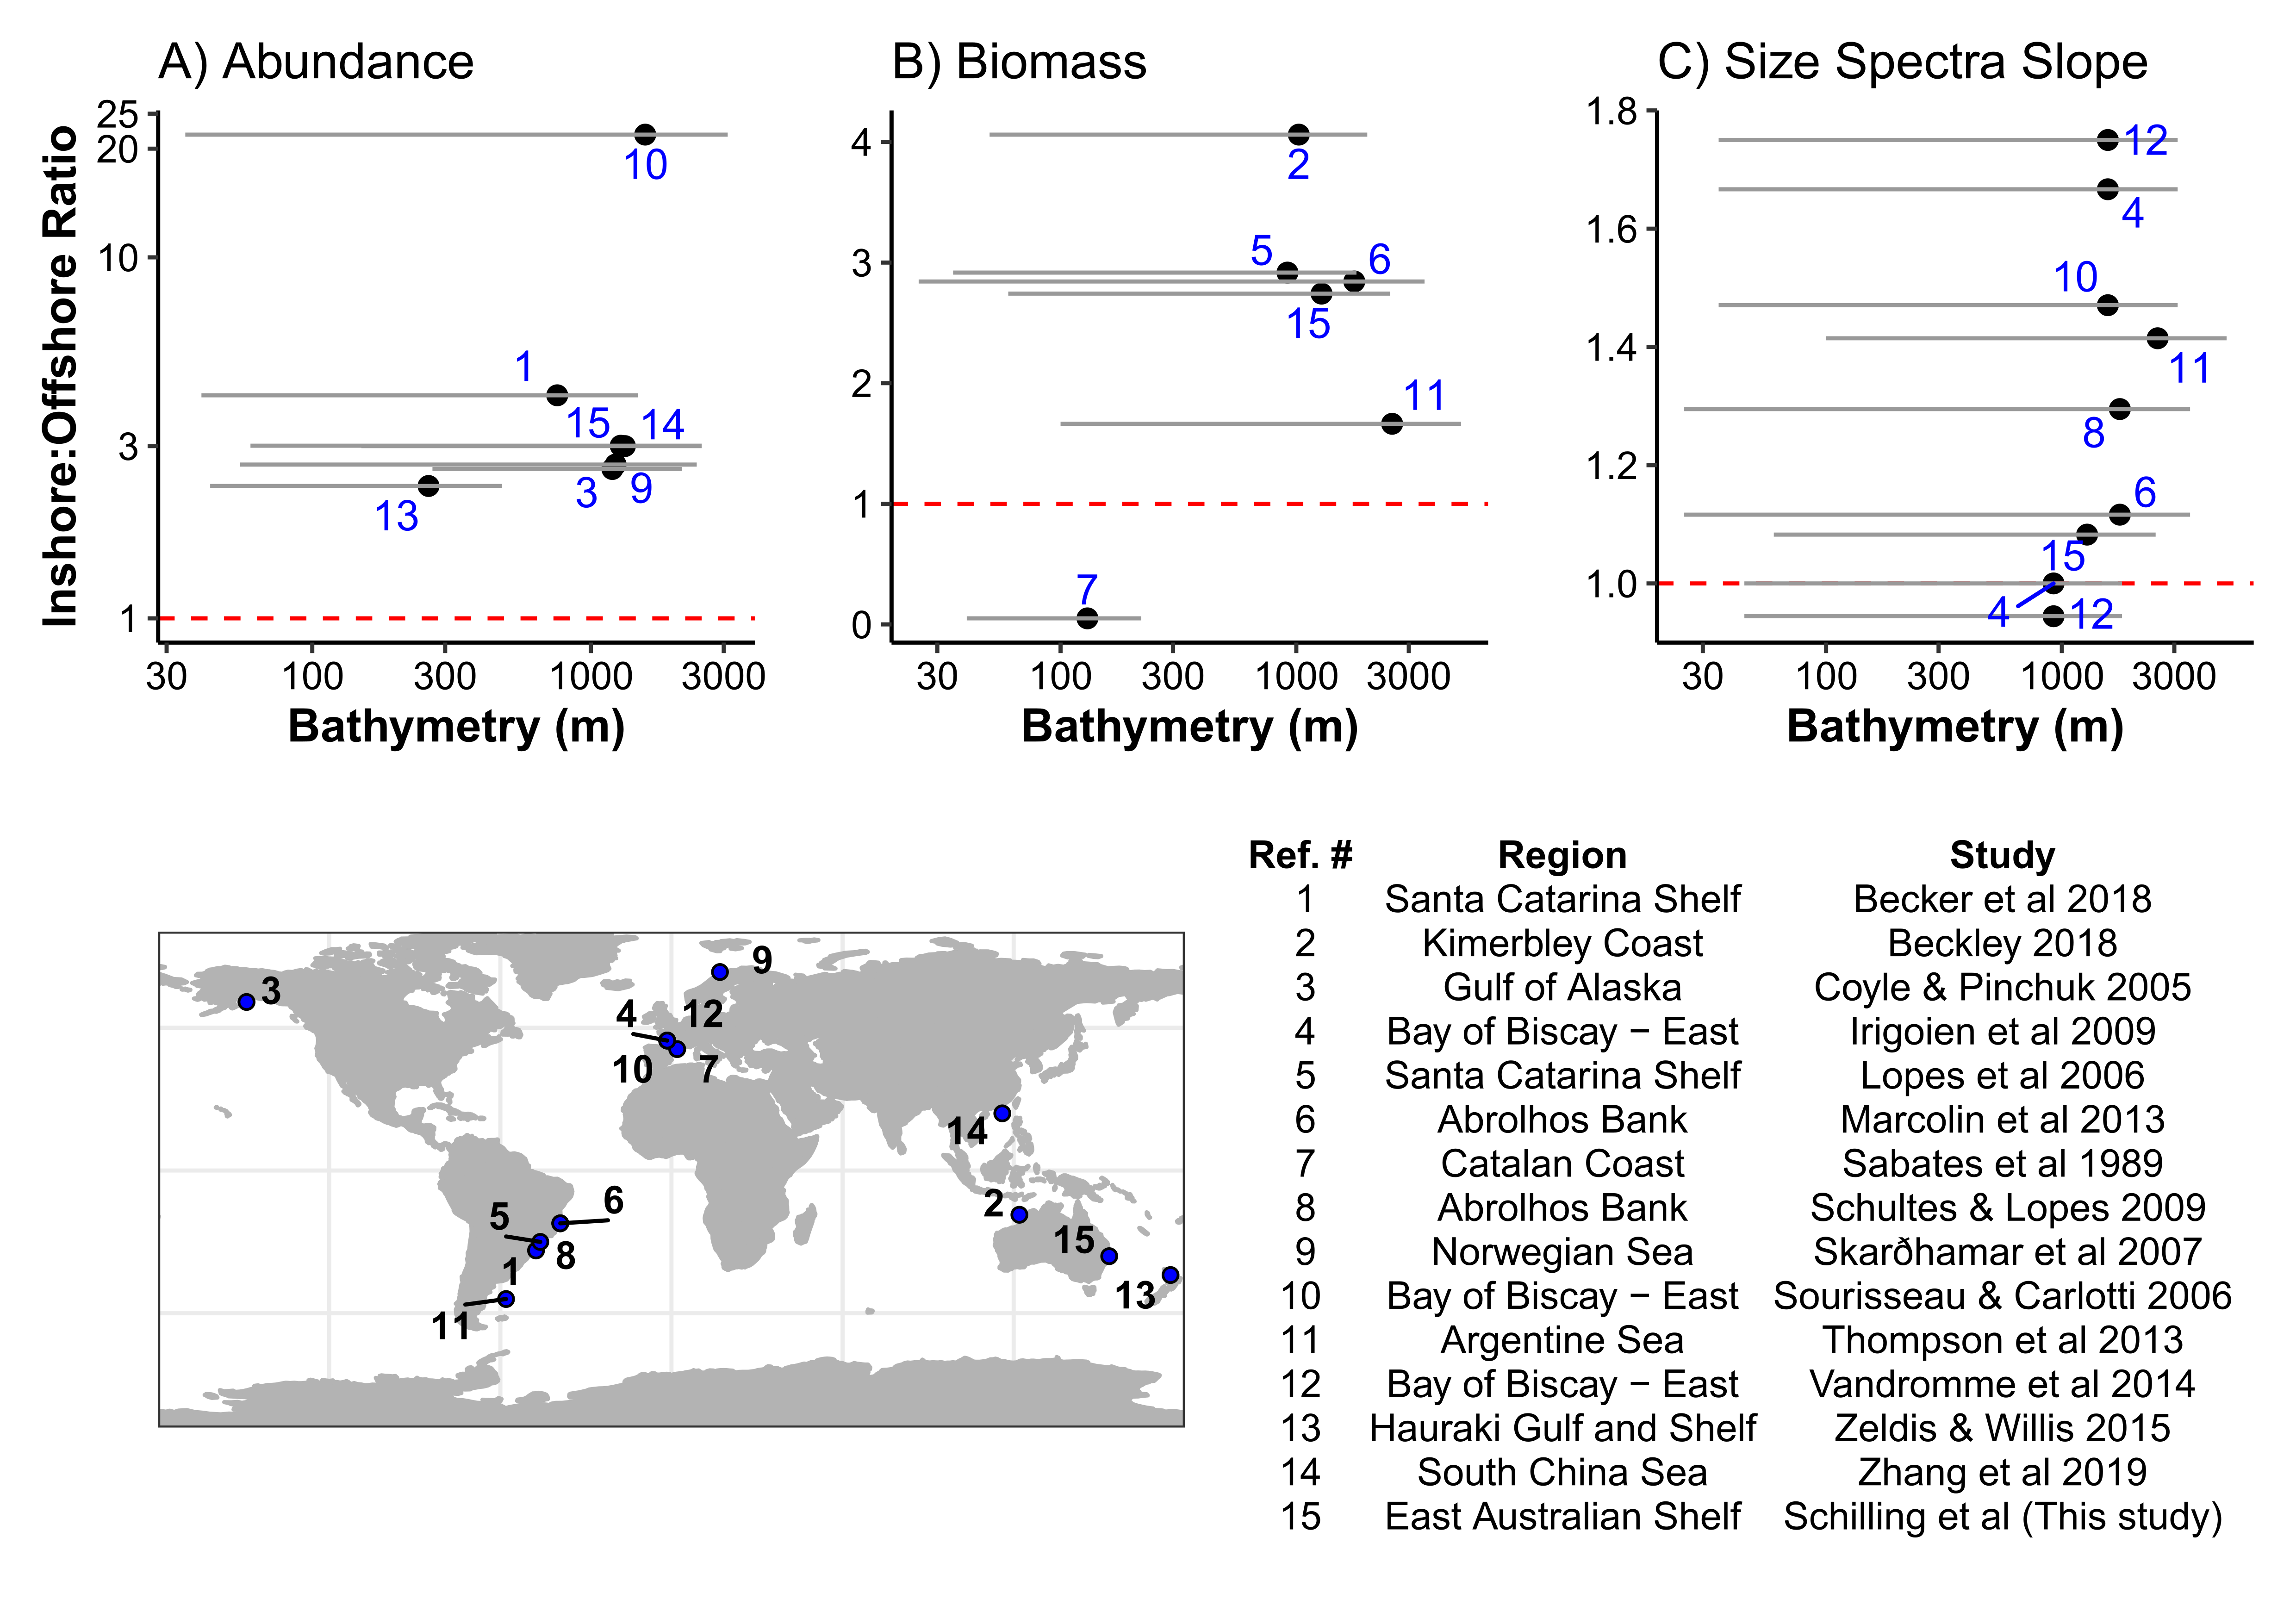 A) Abundance
B) Biomass
C) Size Spectra Slope
Inshore:Offshore Ratio
25
20
10
3
1
10
1
15
14
3
9
13
30
100
300
1000
3000
Bathymetry (m)
4
3
2
1
0
2
5
6
15
11
7
30
100
300
1000
3000
Bathymetry (m)
1.8
1.6
1.4
1.2
1.0
12
4
10
11
8
6
15
4
12
30
100
300
1000
3000
Bathymetry (m)
3
9
4
12
10
7
14
2
5
6
15
8
1
13
11
Ref. # Region Study
1 Santa Catarina Shelf Becker et al 2018
2 Kimerbley Coast Beckley 2018
3 Gulf of Alaska Coyle & Pinchuk 2005
4 Bay of Biscay − East Irigoien et al 2009
5 Santa Catarina Shelf Lopes et al 2006
6 Abrolhos Bank Marcolin et al 2013
7 Catalan Coast Sabates et al 1989
8 Abrolhos Bank Schultes & Lopes 2009
9 Norwegian Sea Skarðhamar et al 2007
10 Bay of Biscay − East Sourisseau & Carlotti 2006
11 Argentine Sea Thompson et al 2013
12 Bay of Biscay − East Vandromme et al 2014
13 Hauraki Gulf and Shelf Zeldis & Willis 2015
14 South China Sea Zhang et al 2019
15 East Australian Shelf Schilling et al (This study)